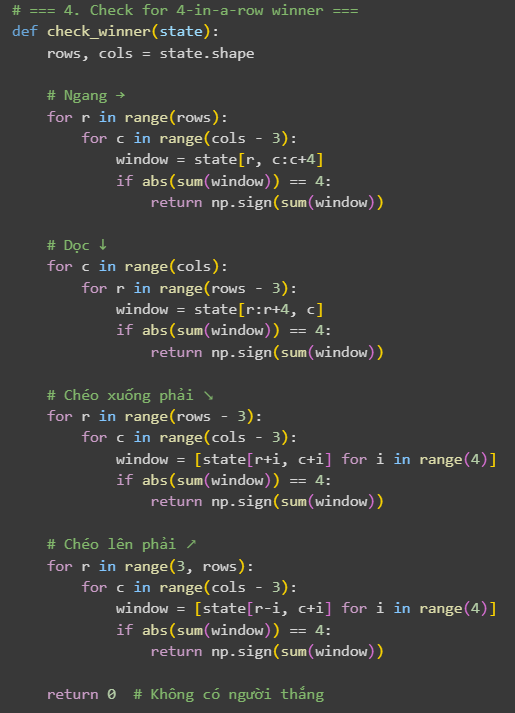 # === 4. Check for 4-in-a-row winner ===
def check_winner(state):
    rows, cols = state.shape

    # Ngang →
    for r in range(rows):
        for c in range(cols - 3):
            window = state[r, c:c+4]
            if abs(sum(window)) == 4:
                return np.sign(sum(window))

    # Dọc ↓
    for c in range(cols):
        for r in range(rows - 3):
            window = state[r:r+4, c]
            if abs(sum(window)) == 4:
                return np.sign(sum(window))

    # Chéo xuống phải ↘
    for r in range(rows - 3):
        for c in range(cols - 3):
            window = [state[r+i, c+i] for i in range(4)]
            if abs(sum(window)) == 4:
                return np.sign(sum(window))

    # Chéo lên phải ↗
    for r in range(3, rows):
        for c in range(cols - 3):
            window = [state[r-i, c+i] for i in range(4)]
            if abs(sum(window)) == 4:
                return np.sign(sum(window))

    return 0  # Không có người thắng